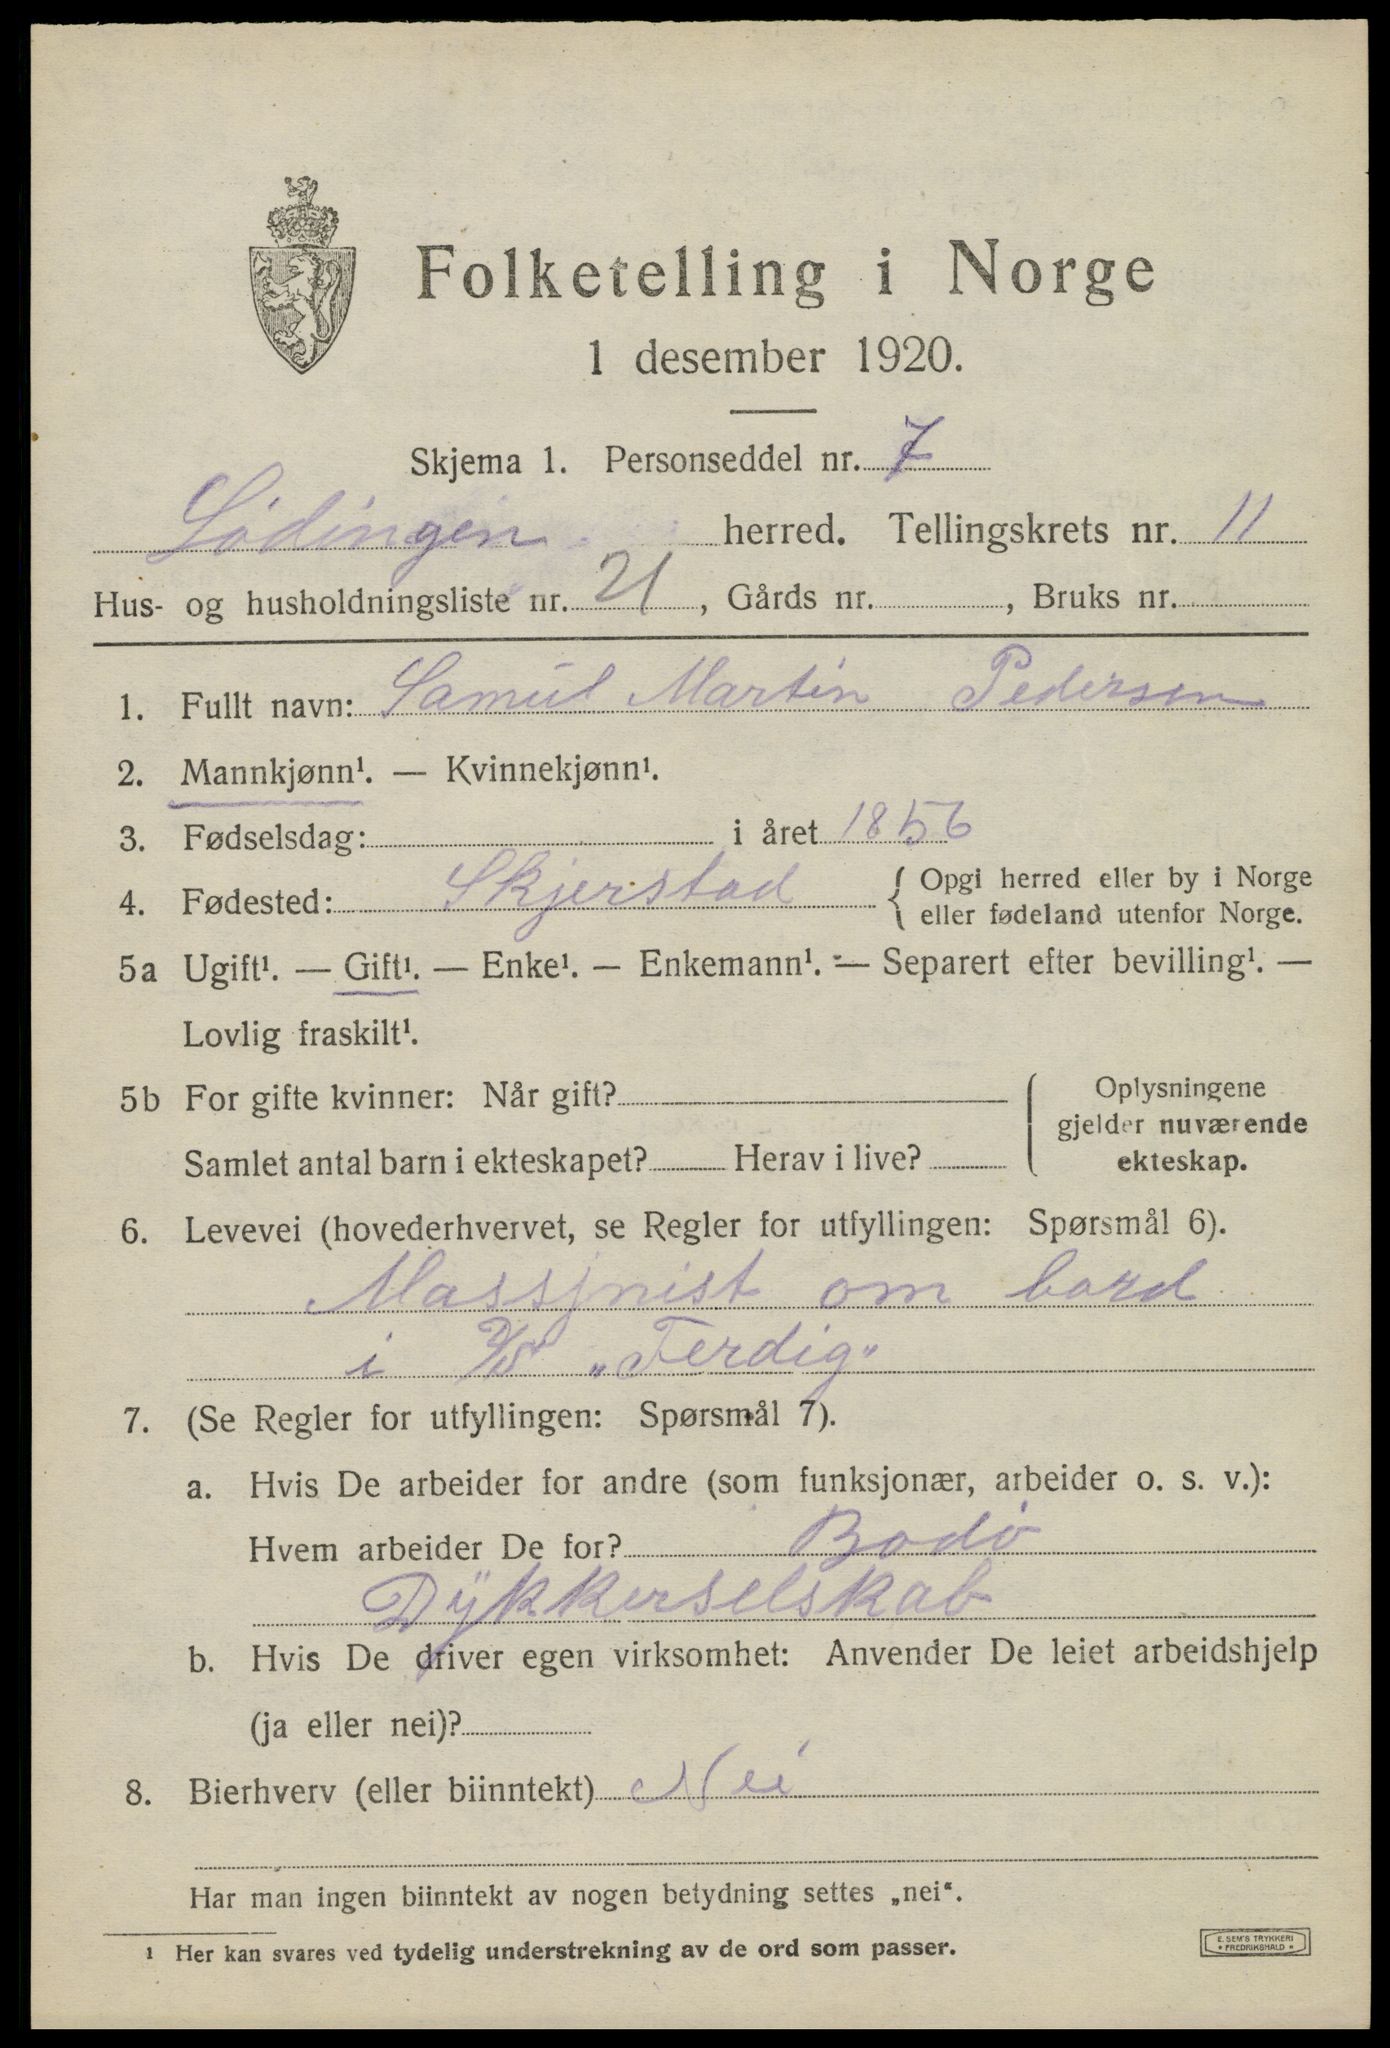 Folketelling i Norge
1 desember 1920.
Skjema 1. Personseddel nr. 7
Lödingen herred. Tellingskrets nr. 11
Hus- og husholdningsliste nr. 21, Gårds nr. , Bruks nr.
1. Fullt navn: Samúl Martin Pedersen
2. Mannkjønn¹. — Kvinnekjønn¹.
3. Fødselsdag: i året 1856
4. Fødested: Skjerstad { Opgi herred eller by i Norge
eller fødeland utenfor Norge.
5a Ugift¹. — Gift¹. — Enke¹. — Enkemann¹. — Separert efter bevilling¹. —
Lovlig fraskilt¹.
5b For gifte kvinner: Når gift? Oplysningene
gjelder nuværende
Samlet antal barn i ekteskapet? Herav i live? ekteskap.
6. Levevei (hovederhvervet, se Regler for utfyllingen: Spørsmål 6).
Massjnist om bord
i D/S „Ferdig"
7. (Se Regler for utfyllingen: Spørsmål 7).
a. Hvis De arbeider for andre (som funksjonær, arbeider o. s. v.):
Hvem arbeider De for? Bodö
Dÿkkerselskab
b. Hvis De driver egen virksomhet: Anvender De leiet arbeidshjelp
(ja eller nei)?
8. Bierhverv (eller biinntekt) Nei
Har man ingen biinntekt av nogen betydning settes „nei“.
1 Her kan svares ved tydelig understrekning av de ord som passer.
E. SEM'S TRYKKERI
* FREDRIKSHALD *